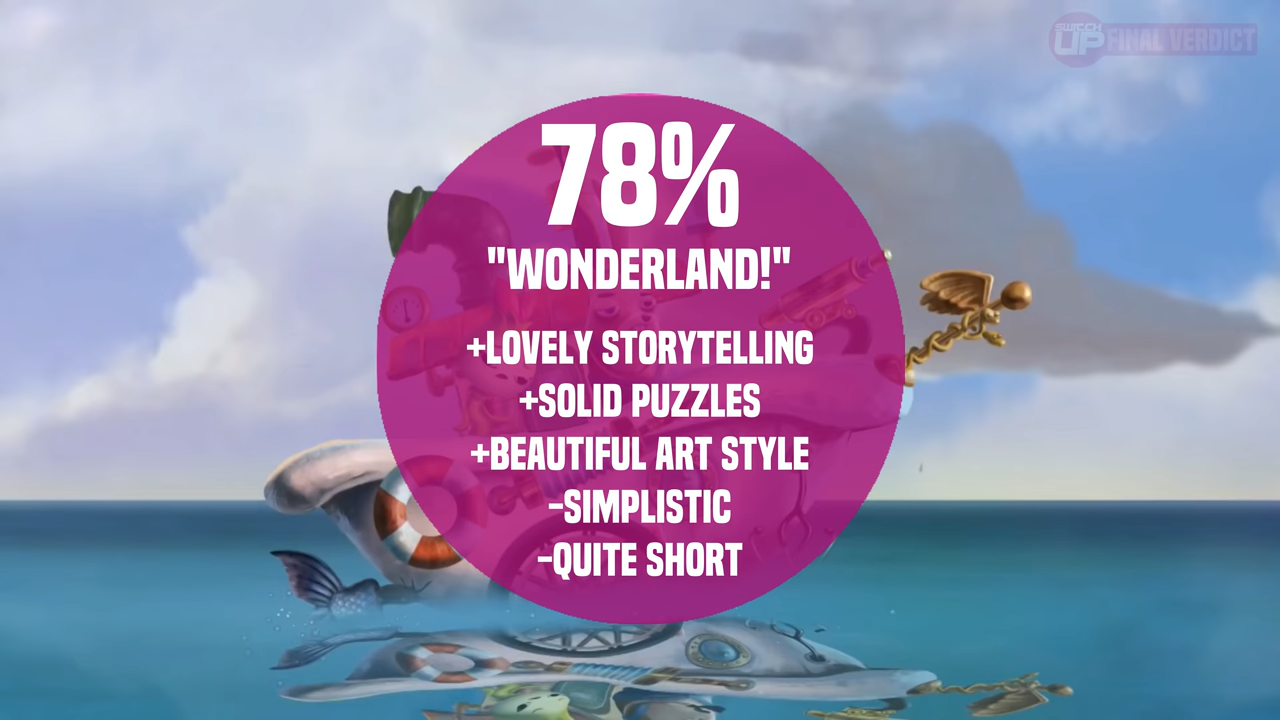 SWITCH
UP FINAL VERDICT
78%
"WONDERLAND!"
+LOVELY STORYTELLING
+SOLID PUZZLES
+BEAUTIFUL ART STYLE
-SIMPLISTIC
-QUITE SHORT